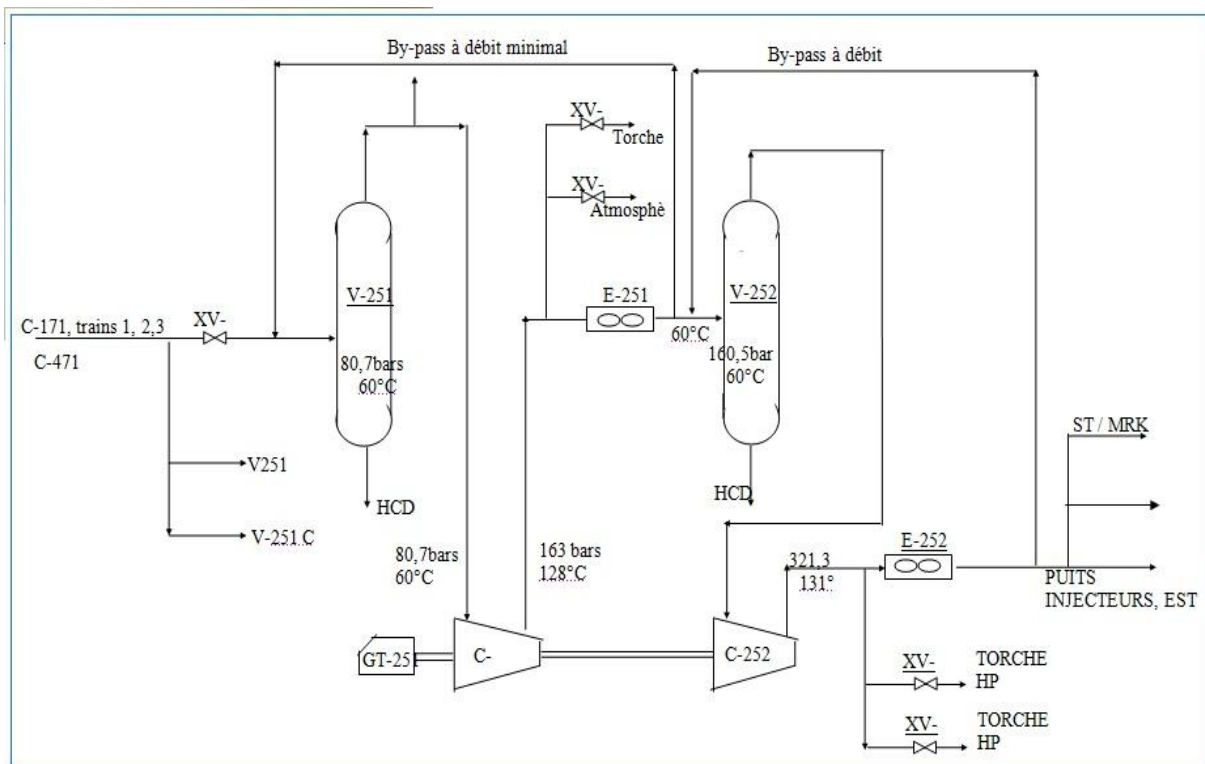 By-pass à débit minimal
By-pass à débit
XV-
Torche
XV-
Atmosphè
V-251
E-251
V-252
C-171, trains 1, 2,3
XV-
C-471
60°C
80,7bars
60°C
160,5bar
60°C
ST / MRK
V251
HCD
HCD
V-251 C
80,7bars
60°C
163 bars
128°C
321,3
131°
E-252
PUITS
INJECTEURS, EST
GT-25
C-
C-252
XV-
TORCHE
HP
XV-
TORCHE
HP